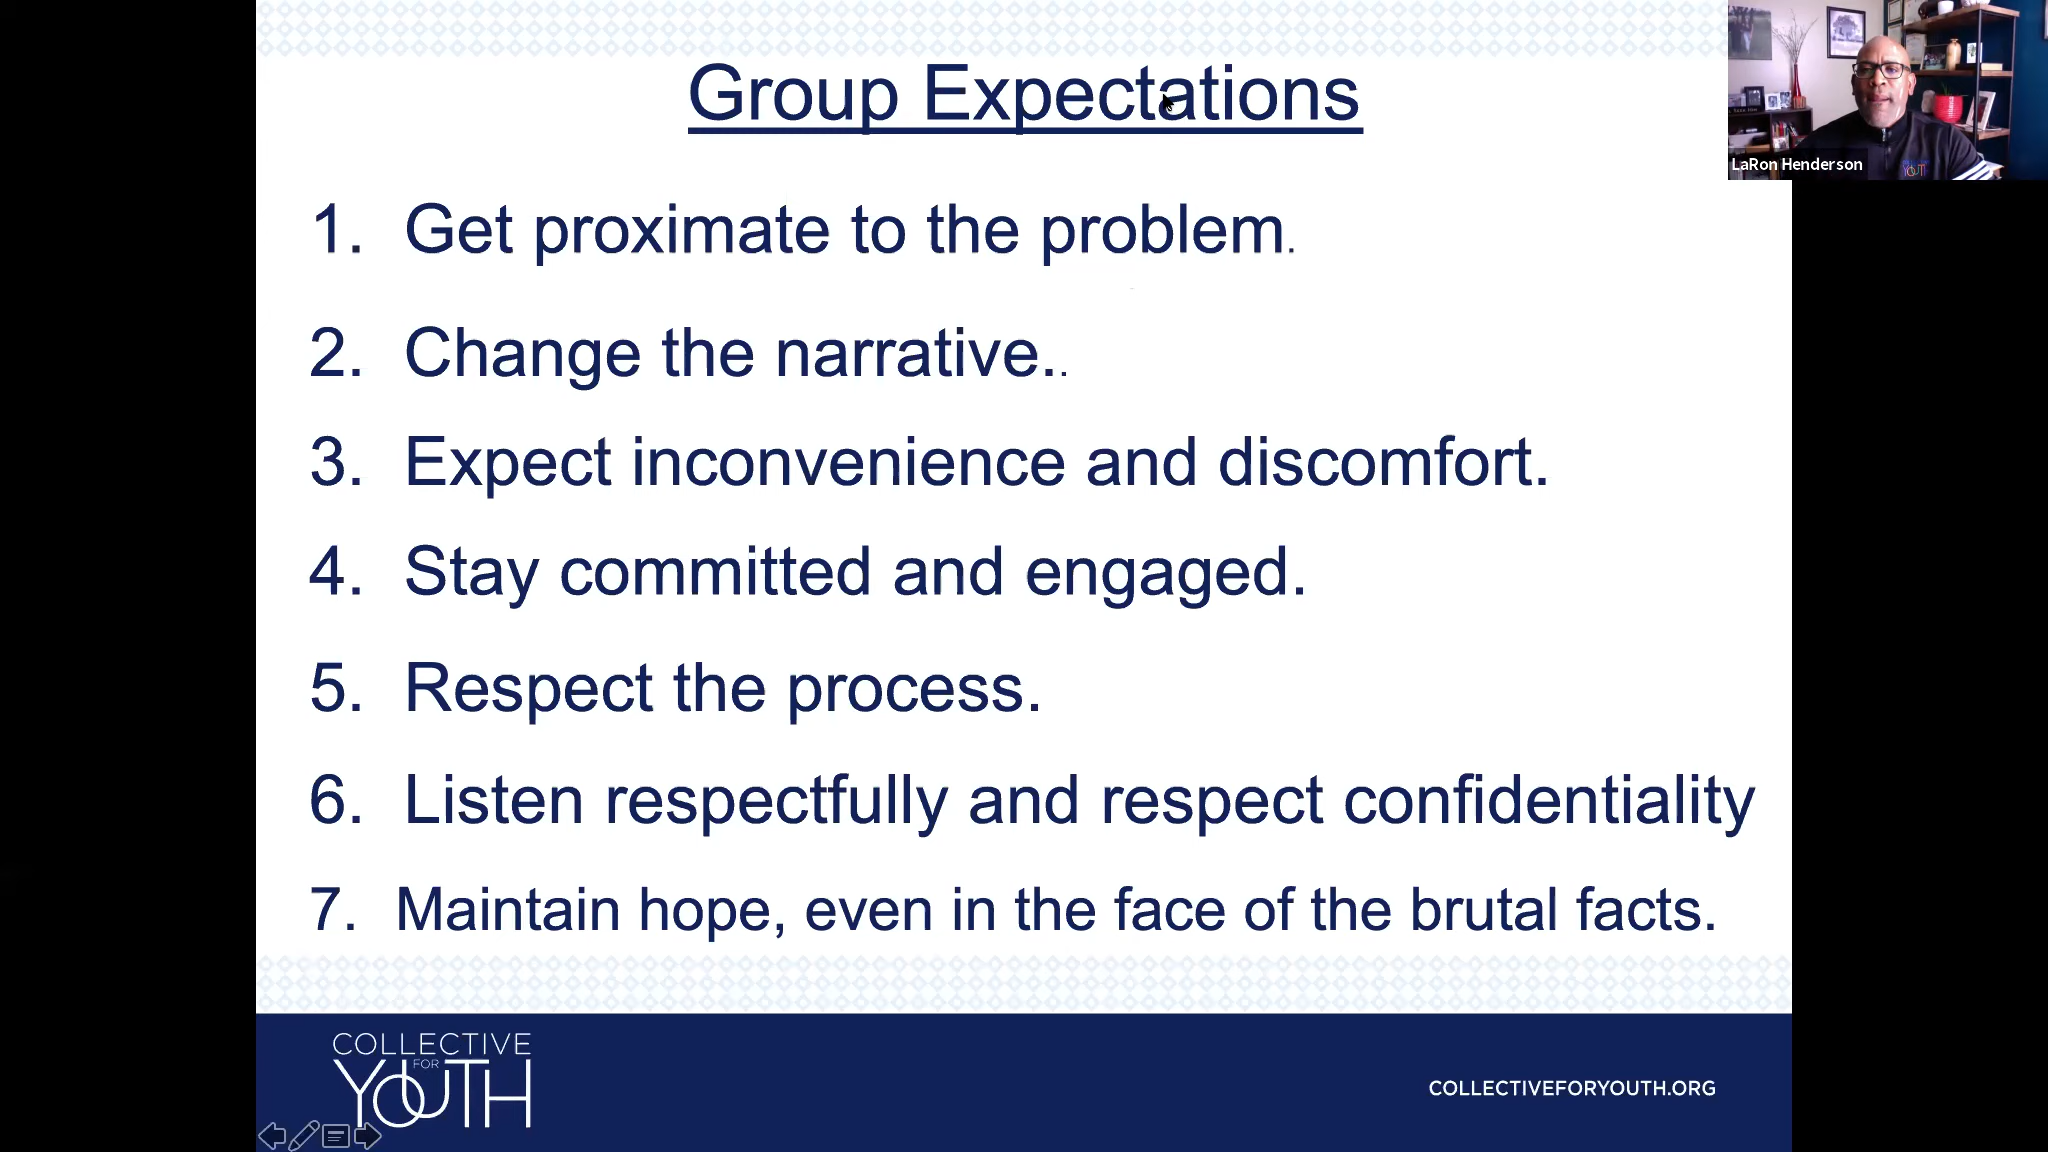 Group Expectations
LaRon Henderson
1. Get proximate to the problem.
2. Change the narrative..
3. Expect inconvenience and discomfort.
4. Stay committed and engaged.
5. Respect the process.
6. Listen respectfully and respect confidentiality
7. Maintain hope, even in the face of the brutal facts.
COLLECTIVE
FOR
YOUTH
COLLECTIVEFORYOUTH.ORG